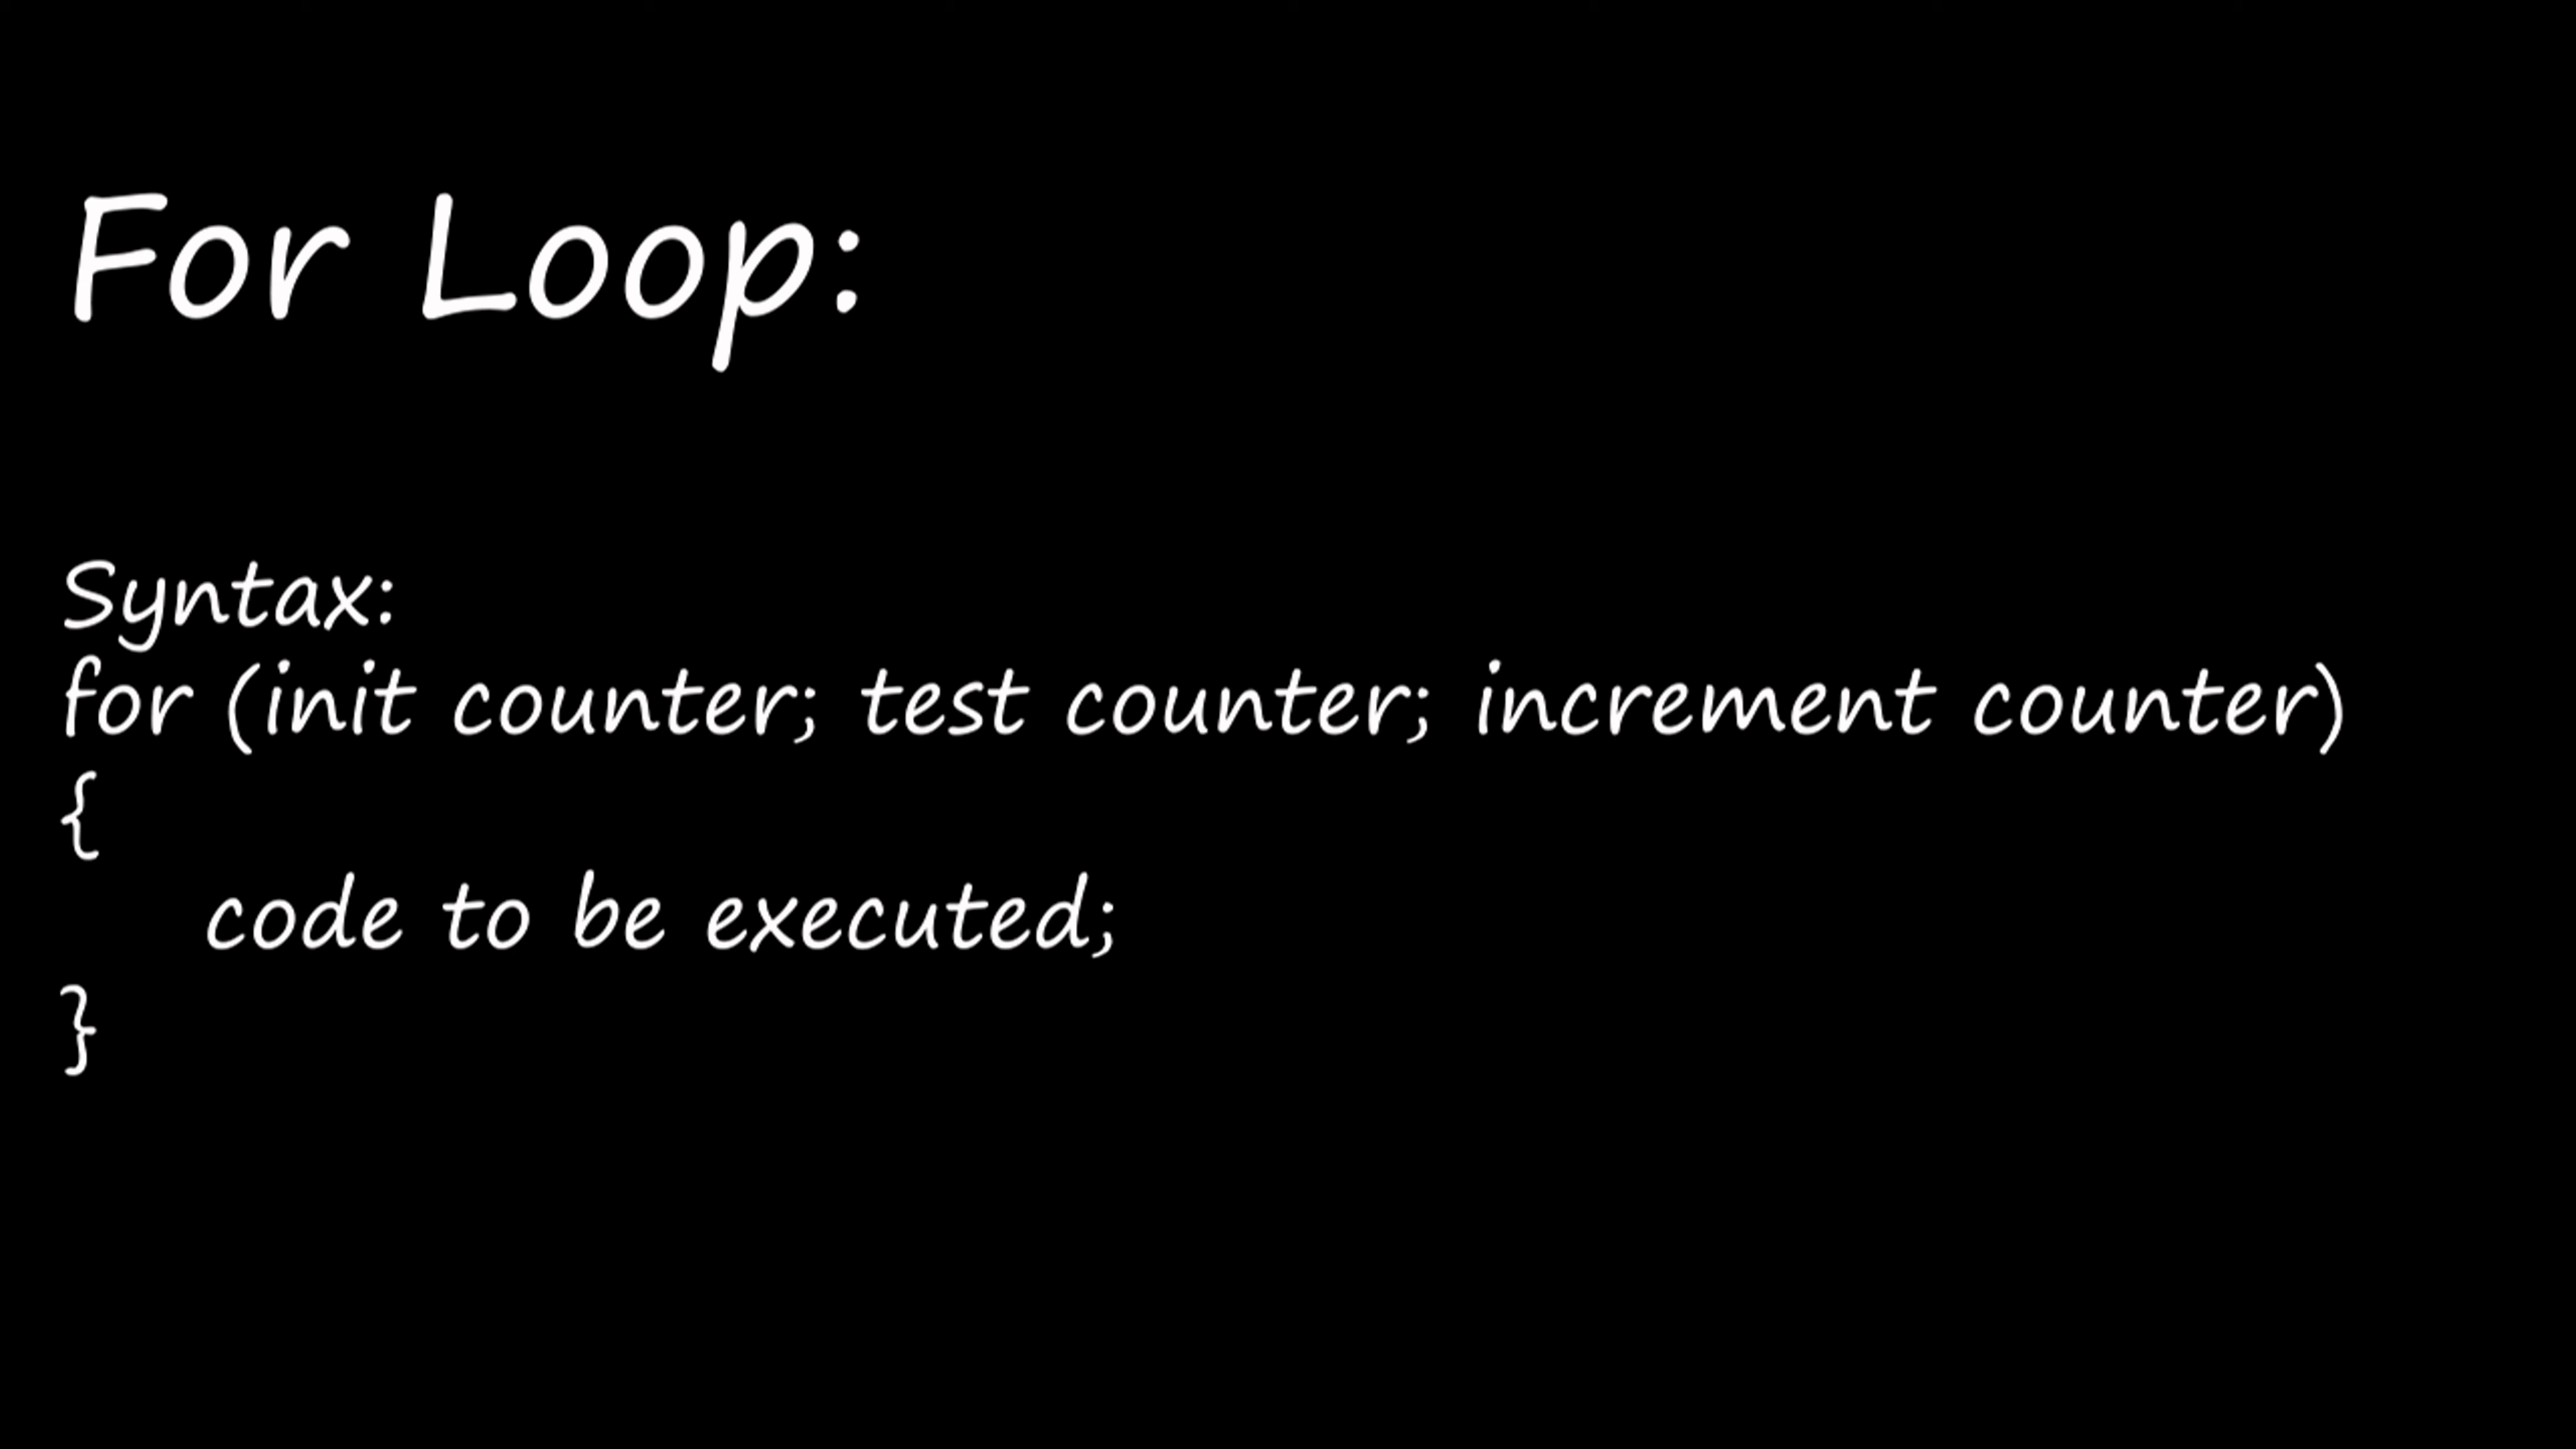 For Loop:
Syntax:
for (init counter; test counter; increment counter)
{
code to be executed;
}